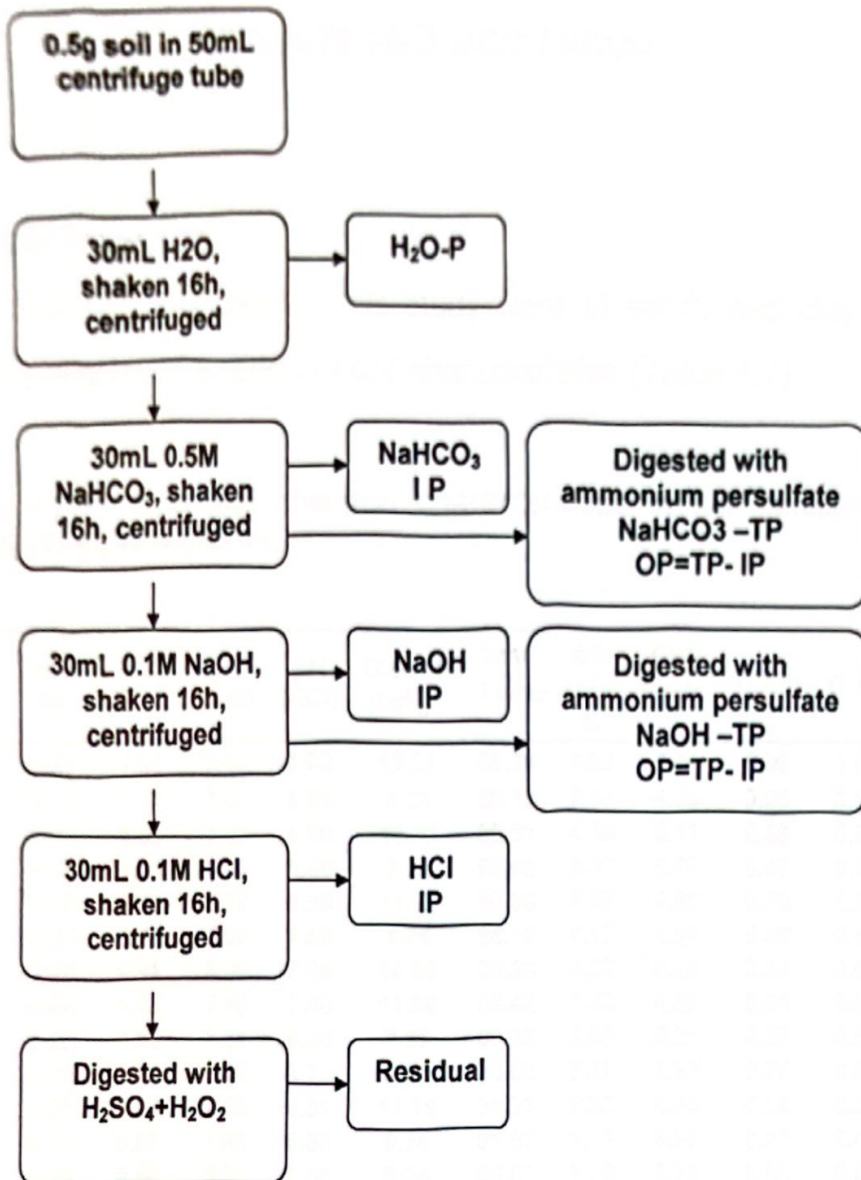 0.5g soil in 50mL
centrifuge tube
30mL H2O,
shaken 16h,
centrifuged
H₂O-P
30mL 0.5M
NaHCO₃, shaken
16h, centrifuged
NaHCO₃
I P
Digested with
ammonium persulfate
NaHCO3 –TP
OP=TP- IP
30mL 0.1M NaOH,
shaken 16h,
centrifuged
NaOH
IP
Digested with
ammonium persulfate
NaOH –TP
OP=TP- IP
30mL 0.1M HCl,
shaken 16h,
centrifuged
HCl
IP
Digested with
H₂SO₄+H₂O₂
Residual